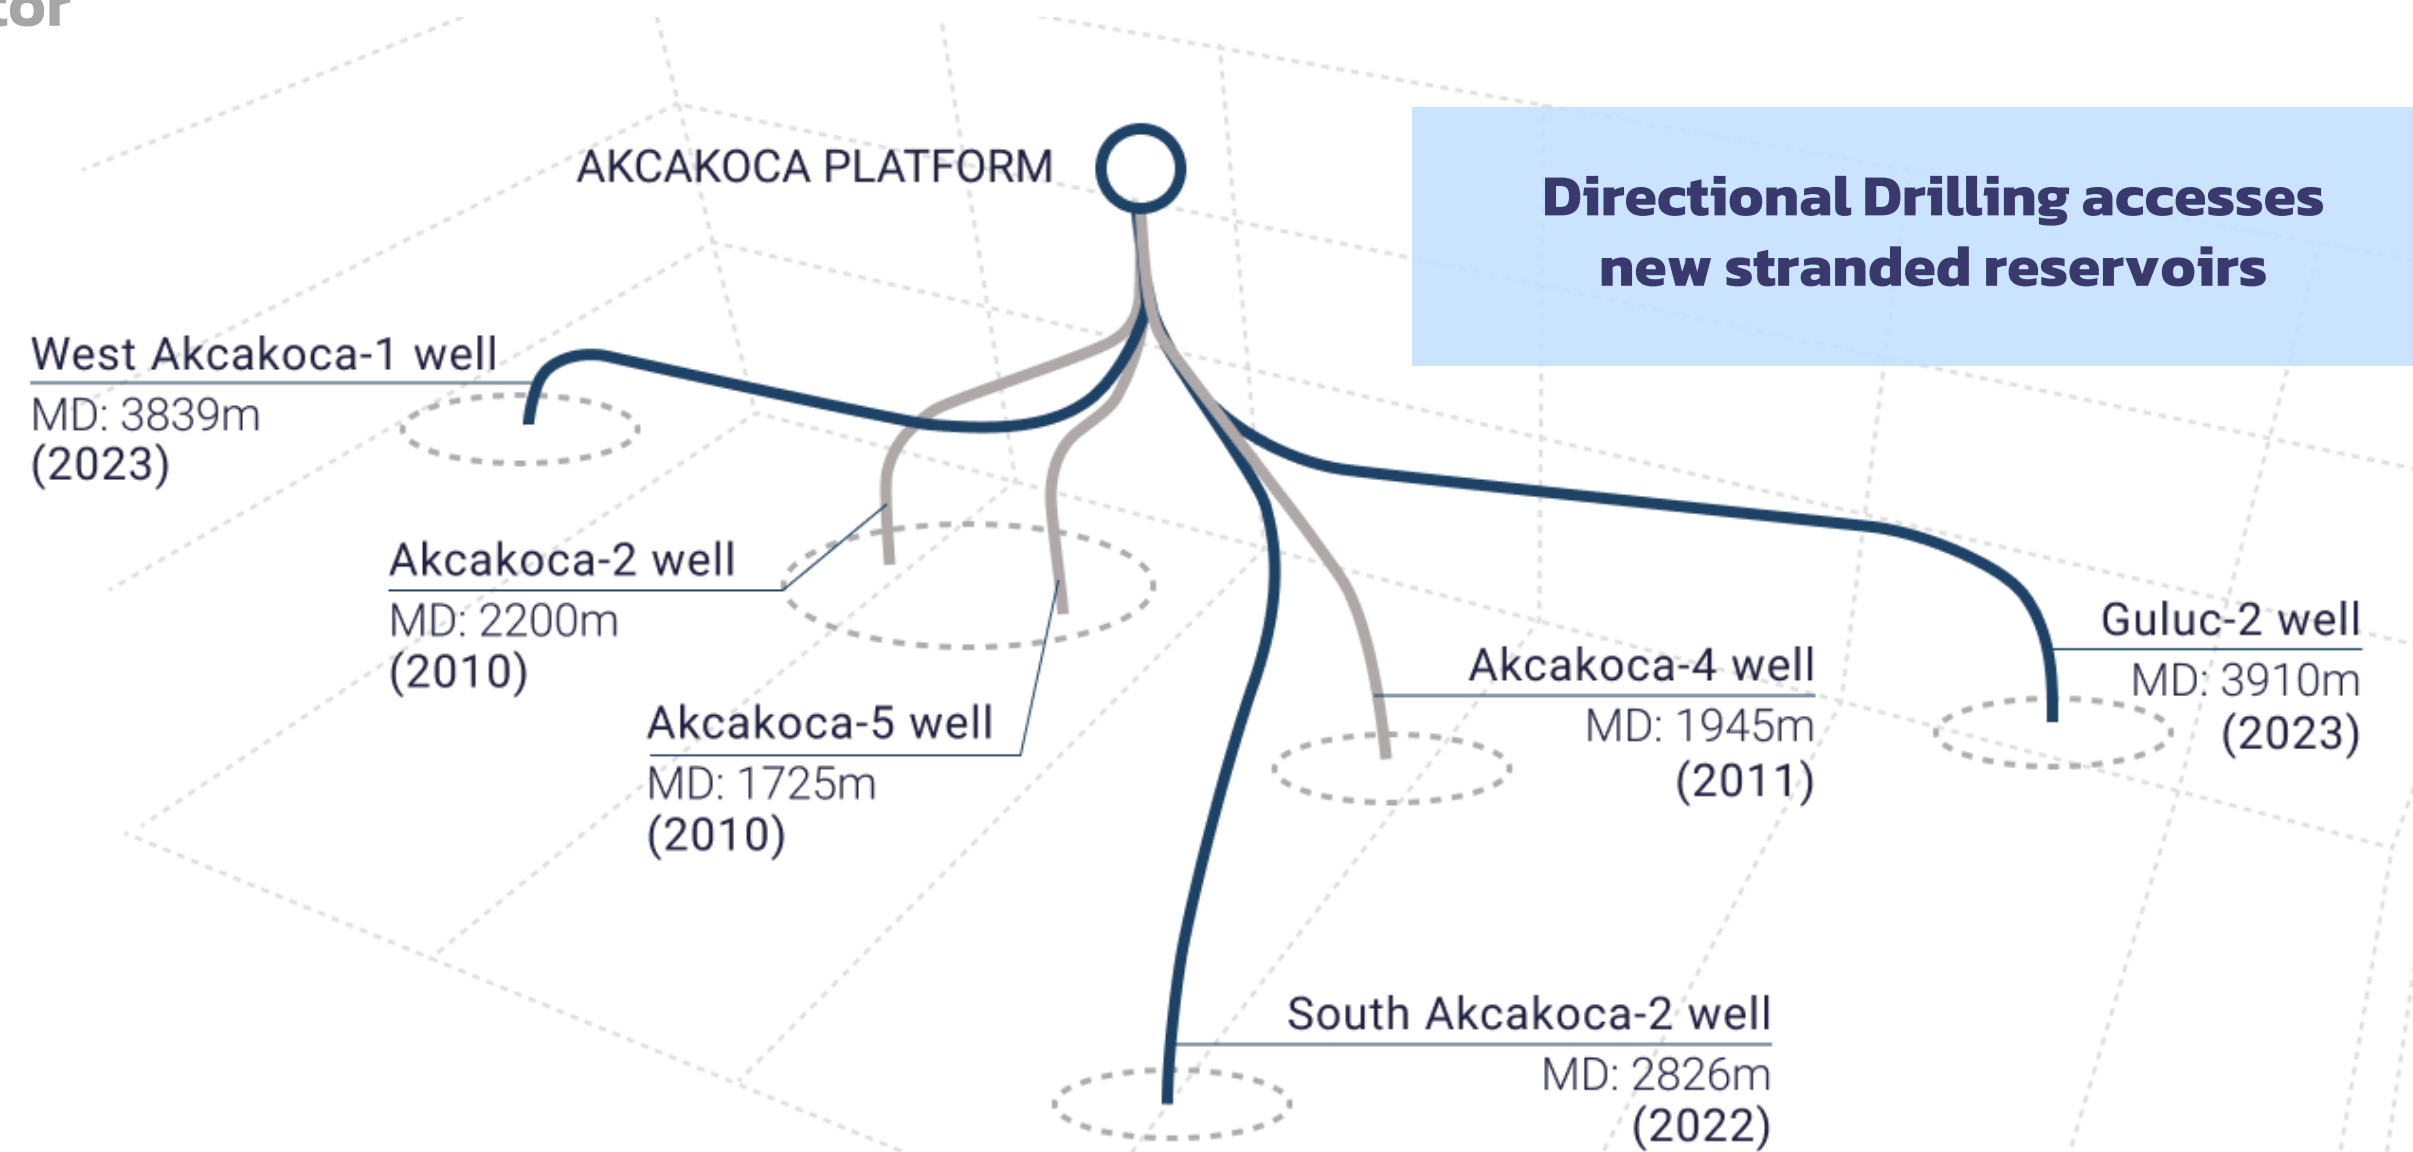 AKCAKOCA PLATFORM
Directional Drilling accesses
new stranded reservoirs
West Akcakoca-1 well
MD: 3839m
(2023)
Akcakoca-2 well
MD: 2200m
(2010)
Akcakoca-5 well
MD: 1725m
(2010)
Akcakoca-4 well
MD: 1945m
(2011)
Guluc-2 well
MD: 3910m
(2023)
South Akcakoca-2 well
MD: 2826m
(2022)